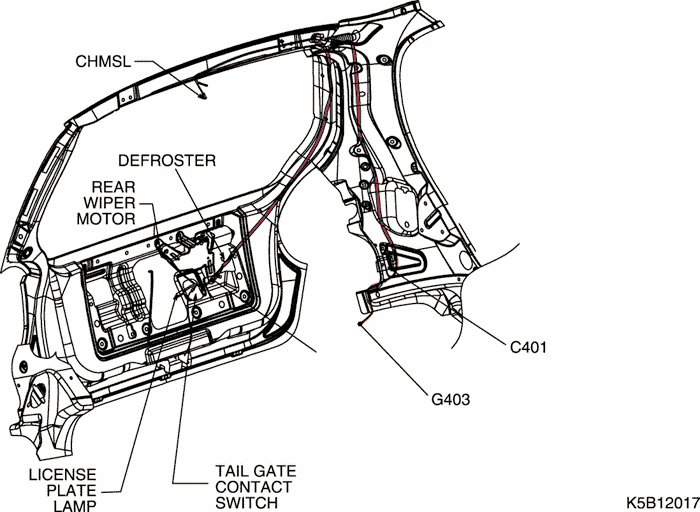 CHMSL
DEFROSTER
REAR
WIPER
MOTOR
C401
G403
LICENSE
PLATE
LAMP
TAIL GATE
CONTACT
SWITCH
K5B12017